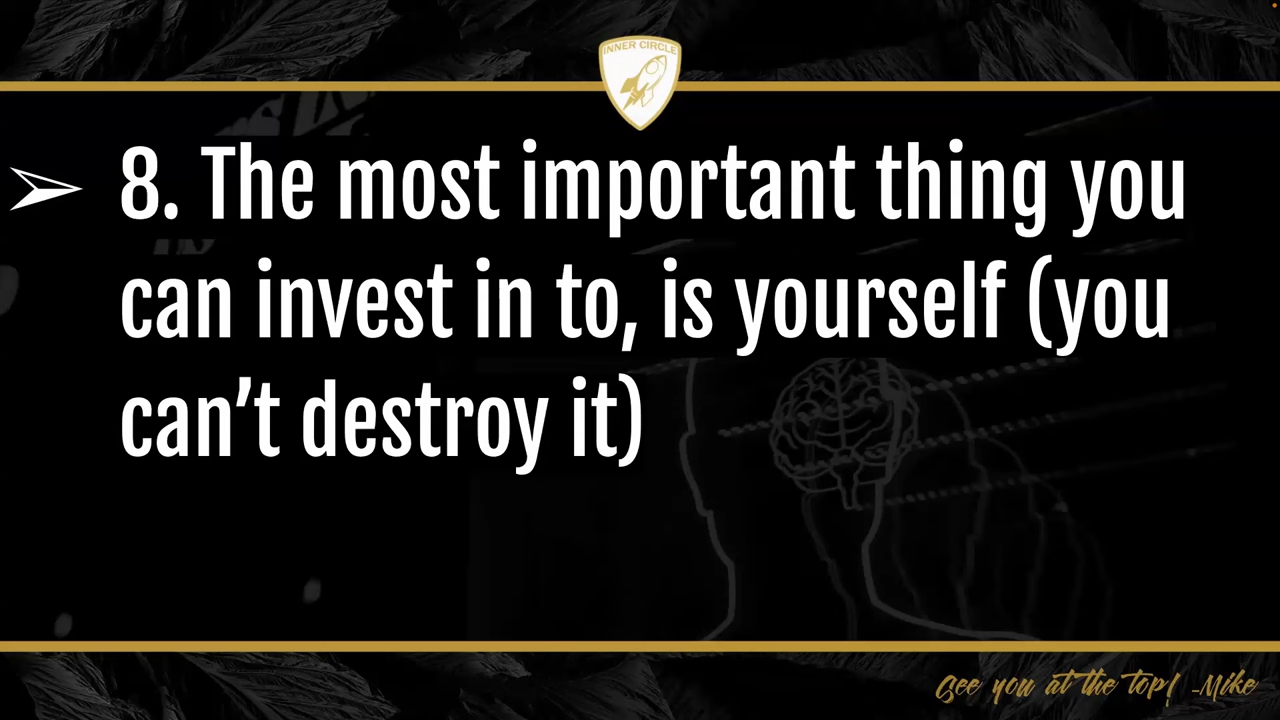 INNER CIRCLE
➢ 8. The most important thing you
can invest in to, is yourself (you
can’t destroy it)
See you at the top! -Mike